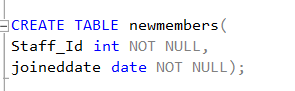 CREATE TABLE newmembers(
Staff_Id int NOT NULL,
joineddate date NOT NULL);